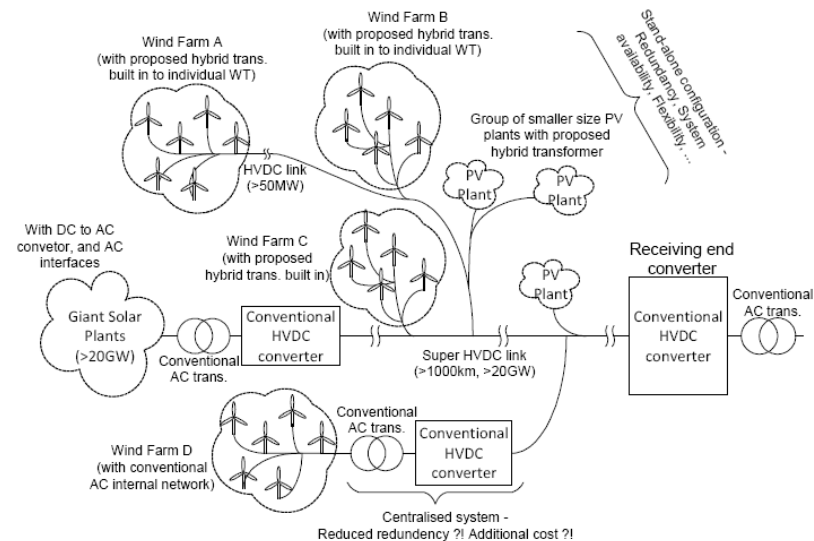 Wind Farm A
(with proposed hybrid trans.
built in to individual WT)
Wind Farm B
(with proposed hybrid trans.
built in to individual WT)
Stand-alone configuration -
Redundancy, System
availability, Flexibility, ...
Group of smaller size PV
plants with proposed
hybrid transformer
HVDC link
(>50MW)
PV
Plant
PV
Plant
With DC to AC
convetor, and AC
interfaces
Wind Farm C
(with proposed
hybrid trans. built in)
PV
Plant
Receiving end
converter
Giant Solar
Plants
(>20GW)
Conventional
AC trans.
Conventional
HVDC
converter
Super HVDC link
(>1000km, >20GW)
Conventional
HVDC
converter
Conventional
AC trans.
Wind Farm D
(with conventional
AC internal network)
Conventional
AC trans.
Conventional
HVDC
converter
Centralised system -
Reduced redundancy ?! Additional cost ?!